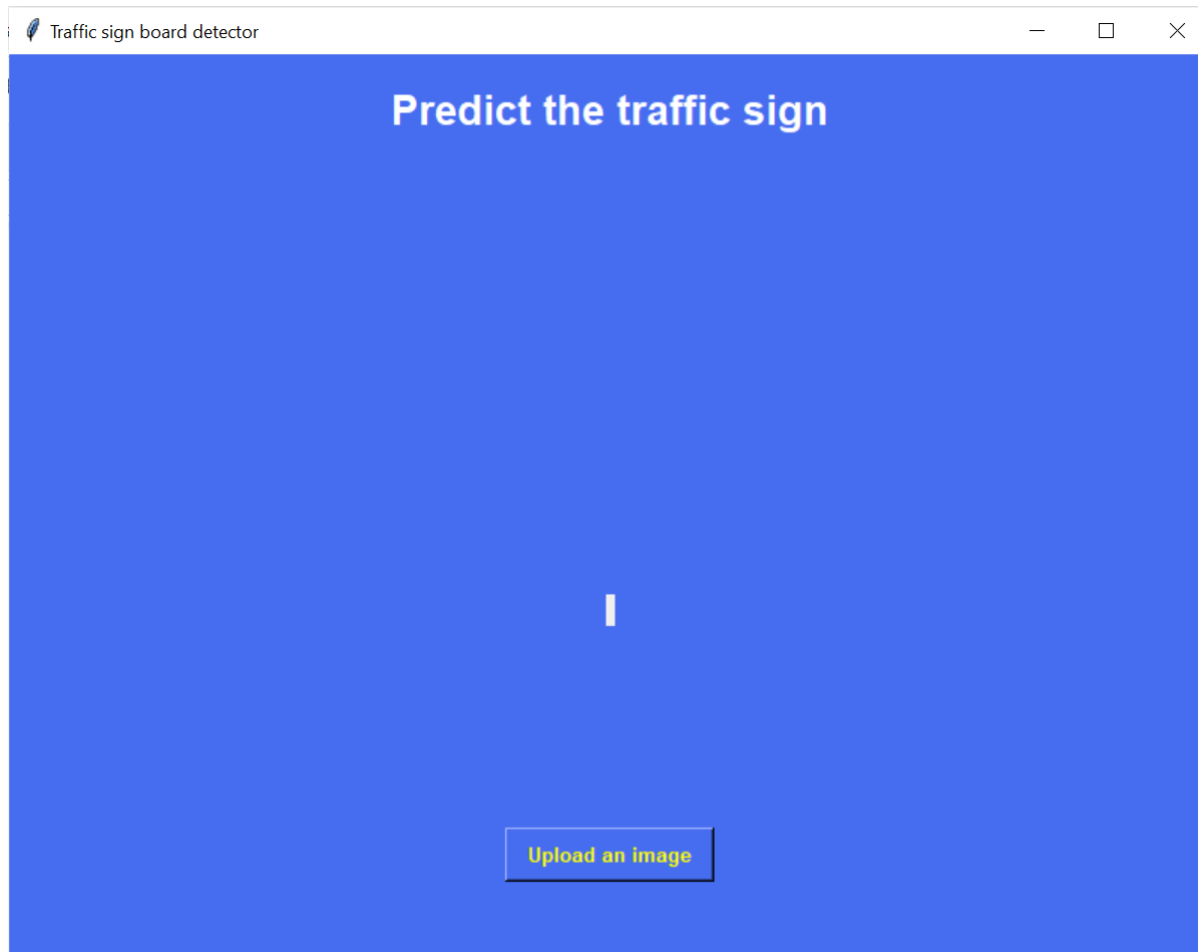 Traffic sign board detector
Predict the traffic sign
Upload an image